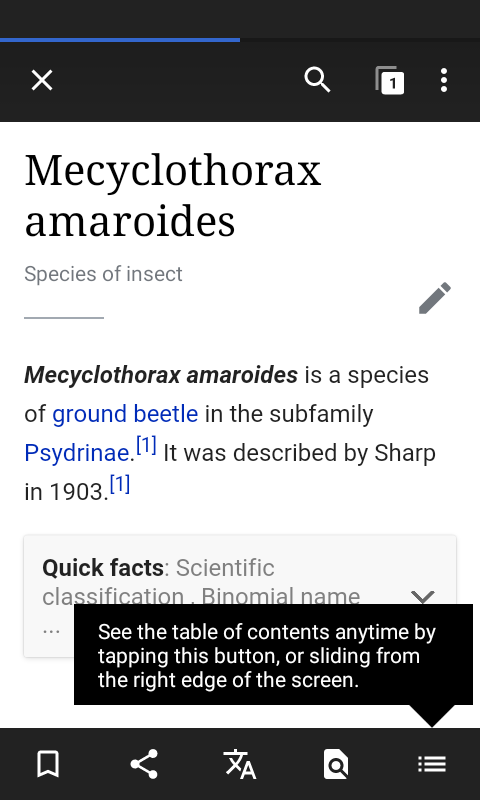 1
Mecyclothorax
amaroides
Species of insect
Mecyclothorax amaroides is a species
of ground beetle in the subfamily
Psydrinae.[1] It was described by Sharp
in 1903.[1]
Quick facts: Scientific
classification , Binomial name
...
See the table of contents anytime by
tapping this button, or sliding from
the right edge of the screen.